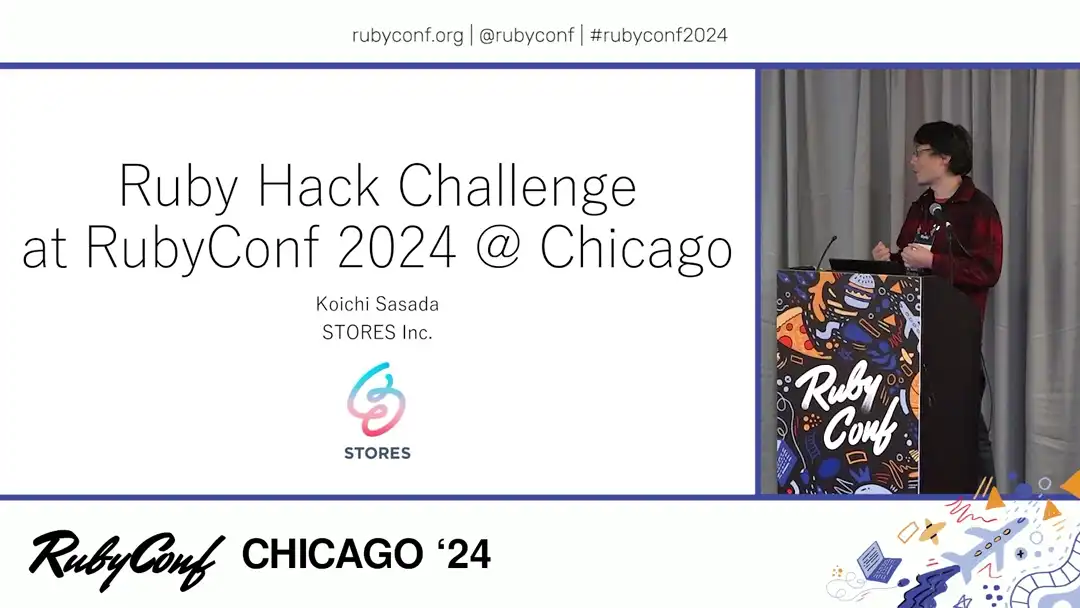 rubyconf.org | @rubyconf | #rubyconf2024
Ruby Hack Challenge
at RubyConf 2024 @ Chicago
Koichi Sasada
STORES Inc.
STORES
Ruby
Conf
RubyConf CHICAGO ‘24